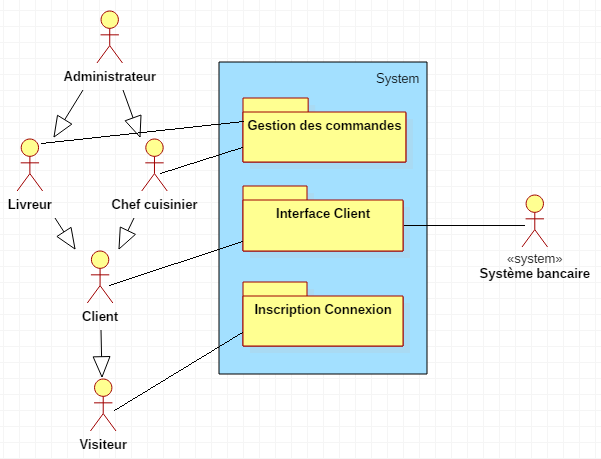 Administrateur
System
Gestion des commandes
Livreur
Chef cuisinier
Interface Client
«system»
Système bancaire
Client
Inscription Connexion
Visiteur